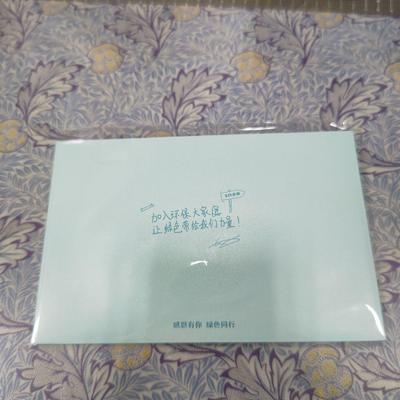 加入环保大家庭
让绿色带给我们力量!
感恩有你 绿色同行